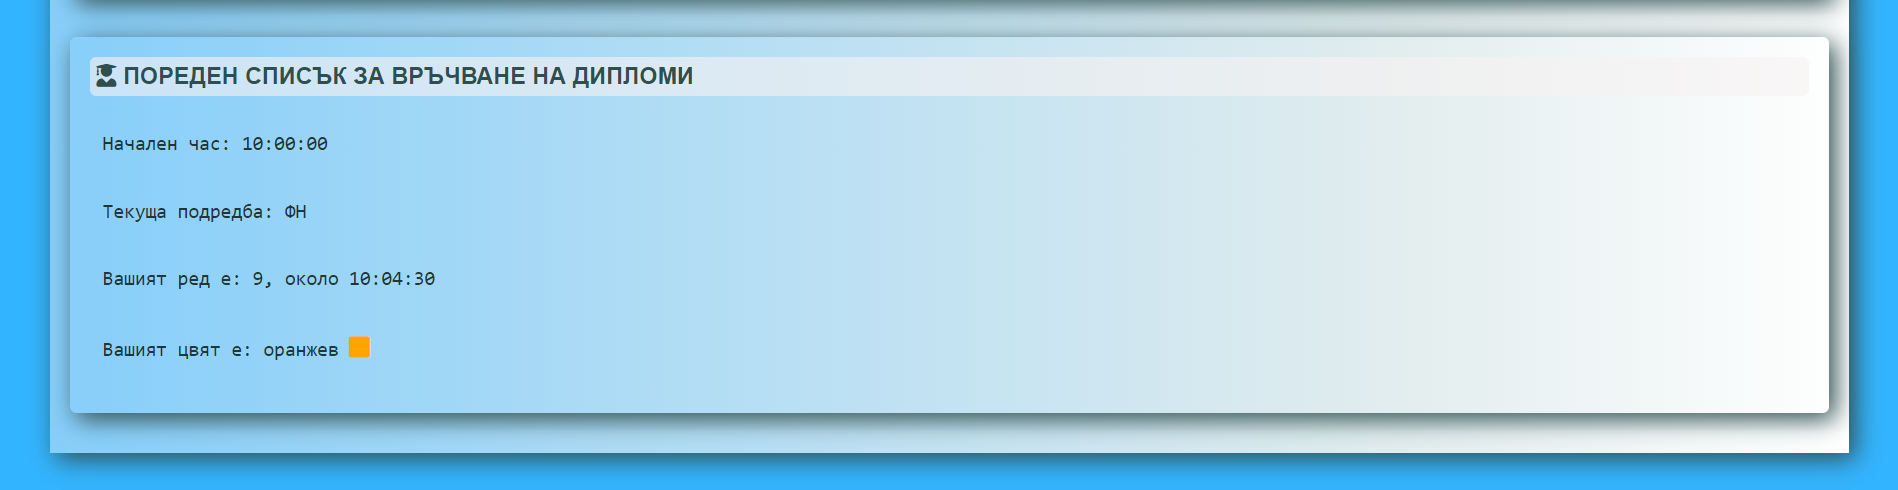 ПОРЕДЕН СПИСЪК ЗА ВРЪЧВАНЕ НА ДИПЛОМИ
Начален час: 10:00:00
Текуща подредба: ФН
Вашият ред е: 9, около 10:04:30
Вашият цвят е: оранжев